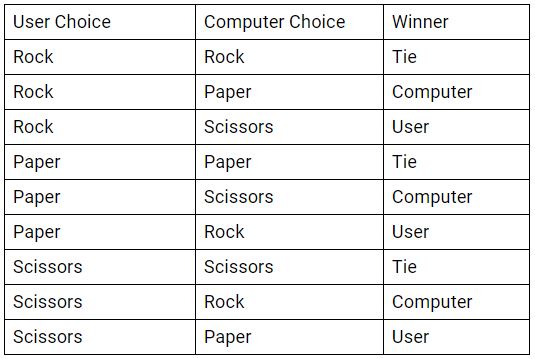 User Choice Computer Choice Winner
Rock Rock Tie
Rock Paper Computer
Rock Scissors User
Paper Paper Tie
Paper Scissors Computer
Paper Rock User
Scissors Scissors Tie
Scissors Rock Computer
Scissors Paper User